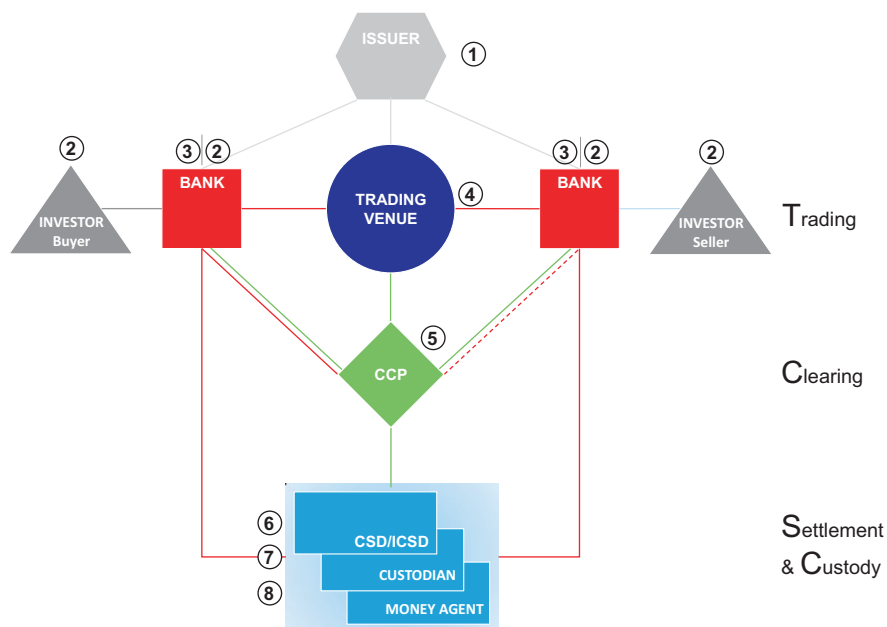 ISSUER
①
②
③ ②
③ ②
②
BANK
BANK
TRADING
VENUE
④
INVESTOR
Buyer
INVESTOR
Seller
Trading
⑤
CCP
Clearing
⑥
CSD/ICSD
⑦
CUSTODIAN
⑧
MONEY AGENT
Settlement
& Custody